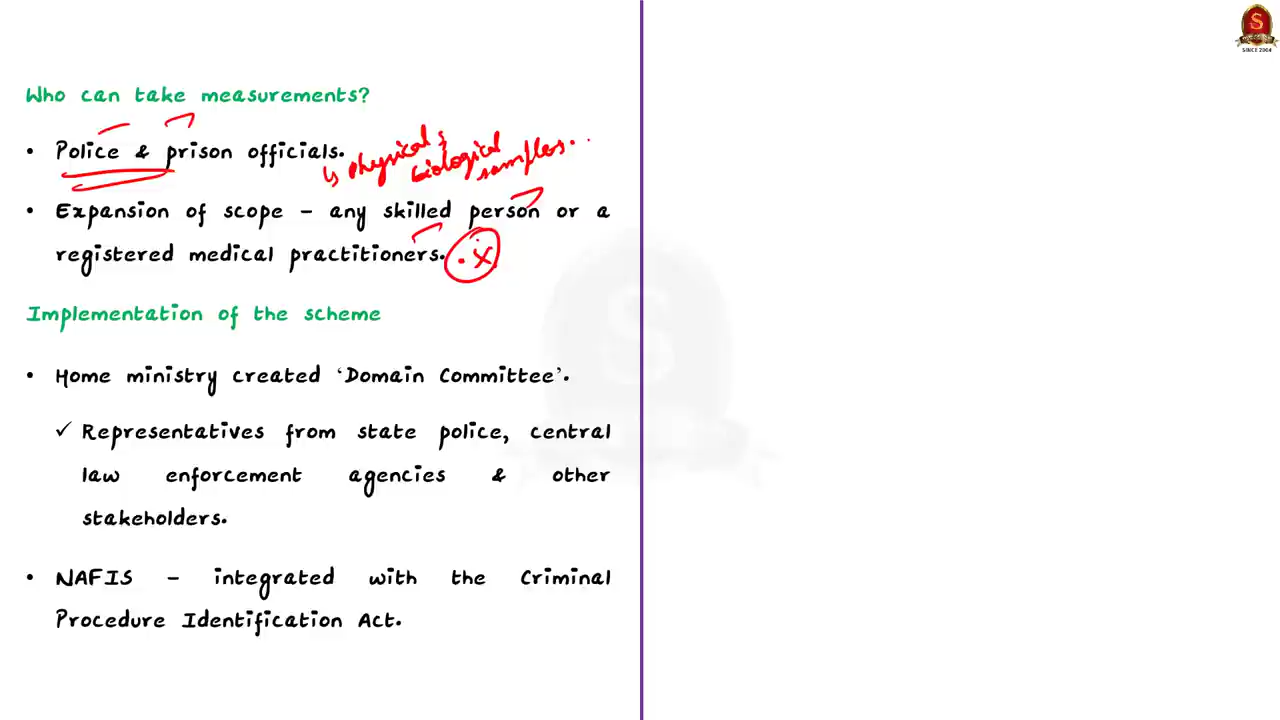 Who can take measurements?
• Police & prison officials.
↳ physical &
biological
samples..
• Expansion of scope – any skilled person or a
registered medical practitioners. .X
Implementation of the scheme
• Home ministry created ‘Domain Committee’.
✓ Representatives from state police, central
law enforcement agencies & other
stakeholders.
• NAFIS – integrated with the Criminal
Procedure Identification Act.
S
SINCE 2004